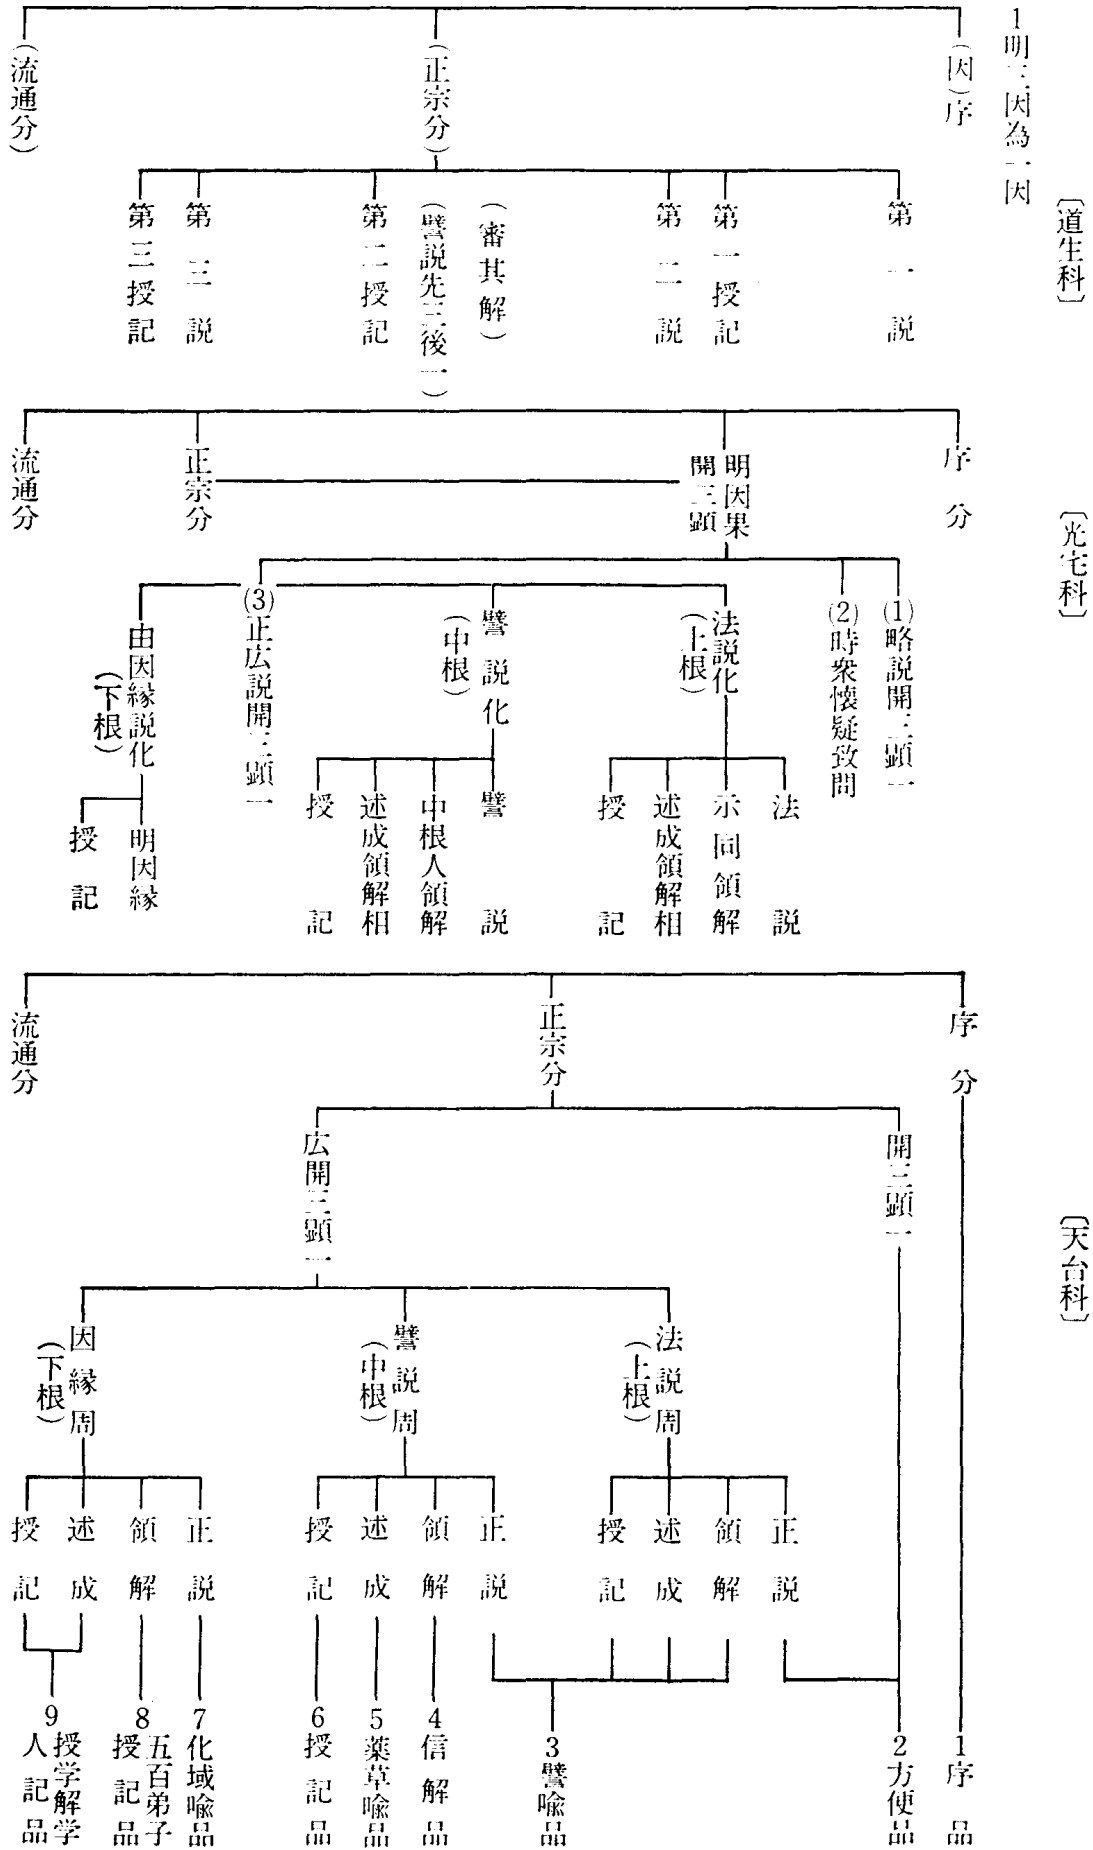 〔道生科〕
1明三因為一因
(因)序
(正宗分)
(流通分)
第一説
第一授記
第二説
(審其解)
(譬説先三後一)
第二授記
第三説
第三授記
〔光宅科〕
序分
明因果
開三顕
正宗分
流通分
(1)略説開三顕一
(2)時衆懐疑致問
(3)正広説開三顕一
法説化
(上根)
譬説化
(中根)
由因縁説化
(下根)
法説
示同領解
述成領解相
授記
譬説
中根人領解
述成領解相
授記
明因縁
授記
〔天台科〕
序分
正宗分
流通分
開三顕一
広開三顕一
法説周
(上根)
譬説周
(中根)
因縁周
(下根)
正説
領解
述成
授記
正説
領解
述成
授記
正説
領解
述成
授記
1序品
2方便品
3譬喩品
4信解品
5薬草喩品
6授記品
7化域喩品
8五百弟子
授記品
9授学解学
人記品